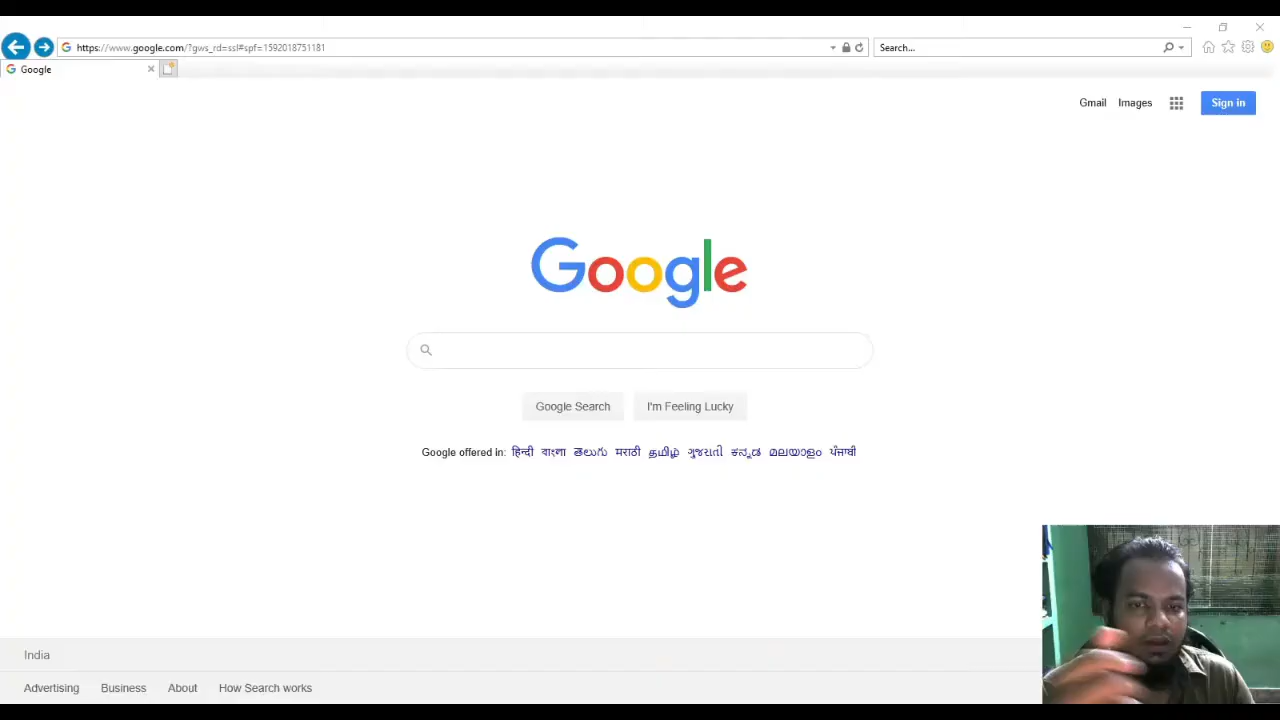 https://www.google.com/?gws_rd=ssl#spf=1592018751181
Search...
Google
Gmail Images Sign in
Google
Google Search I'm Feeling Lucky
Google offered in: हिन्दी বাংলা తెలుగు मराठी தமிழ் ગુજરાતી ಕನ್ನಡ മലയാളം ਪੰਜਾਬੀ
India
Advertising Business About How Search works